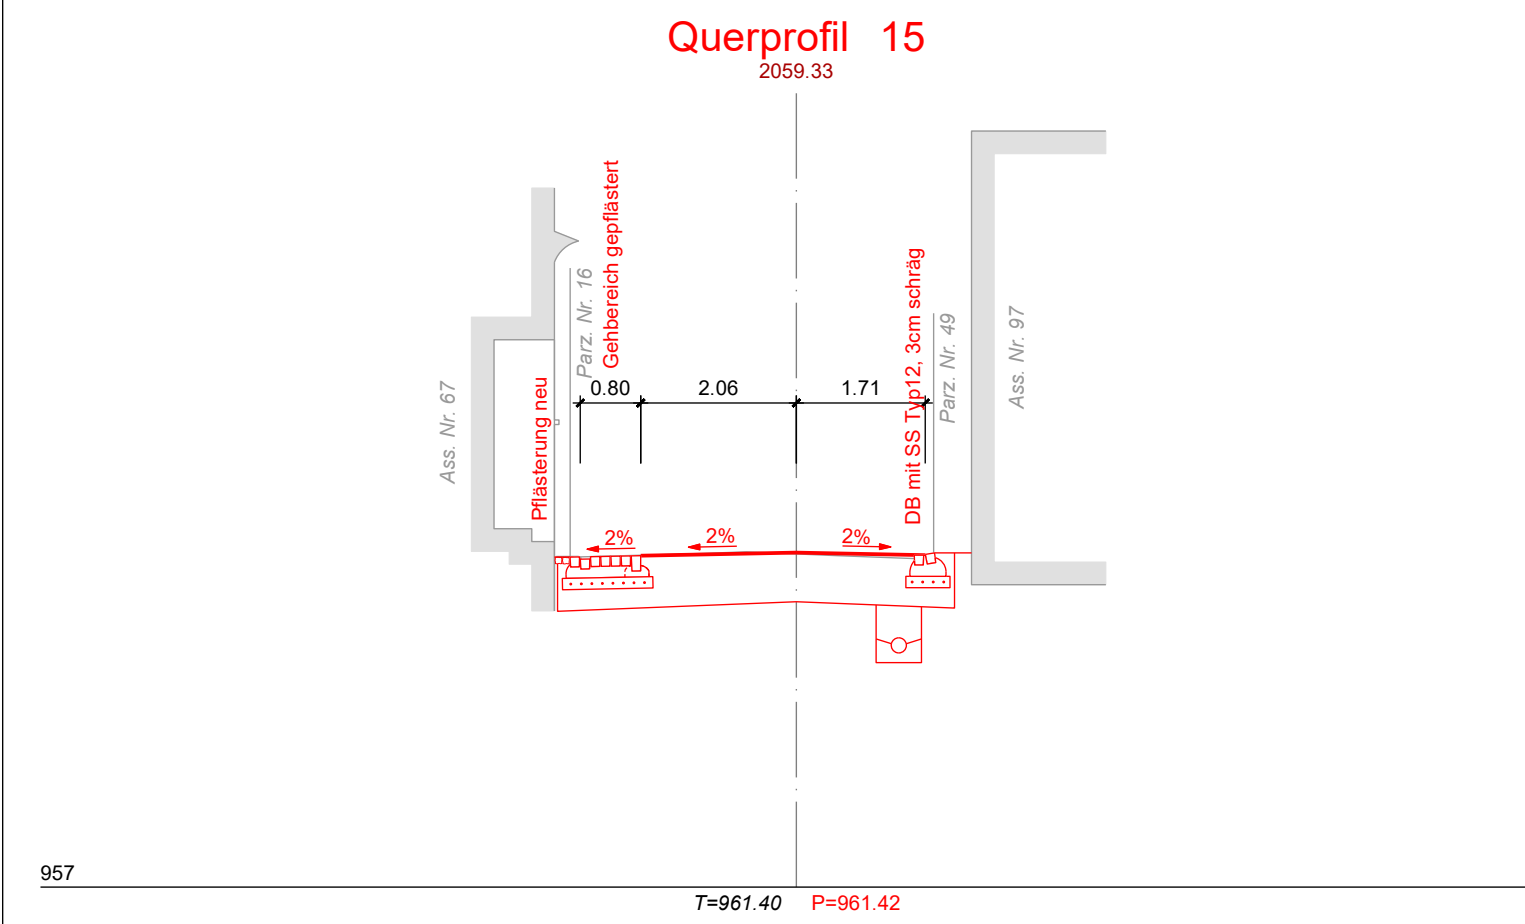 Querprofil 15
2059.33
Gehbereich gepflästert
Parz. Nr. 16
Pflästerung neu
Ass. Nr. 67
DB mit SS Typ12, 3cm schräg
Parz. Nr. 49
Ass. Nr. 97
0.80 2.06 1.71
2% 2% 2%
957
T=961.40 P=961.42